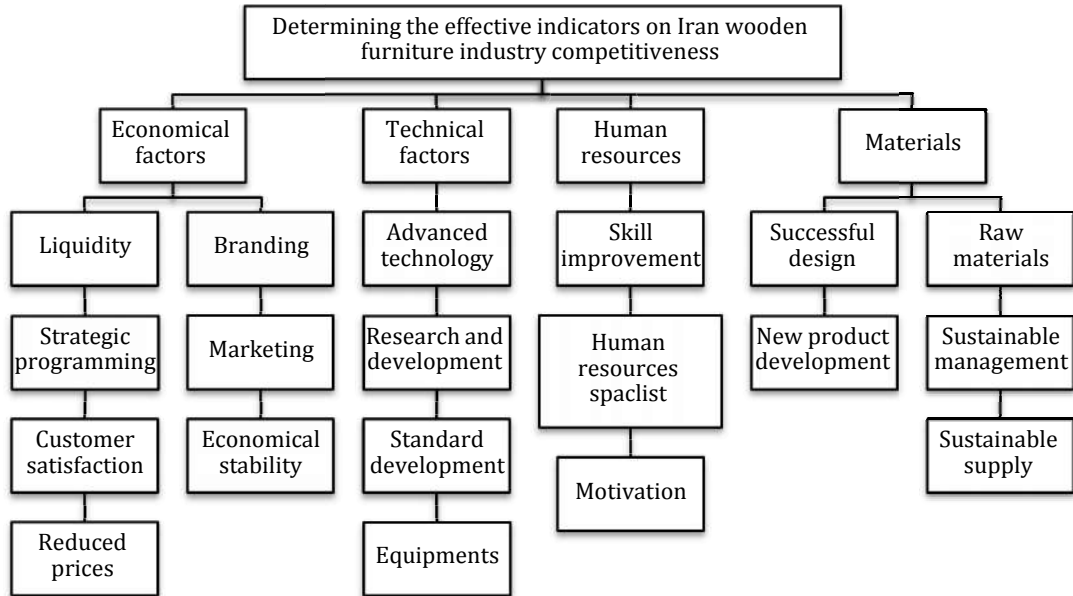 Determining the effective indicators on Iran wooden
furniture industry competitiveness
Economical
factors
Technical
factors
Human
resources
Materials
Liquidity
Branding
Advanced
technology
Skill
improvement
Successful
design
Raw
materials
Strategic
programming
Marketing
Research and
development
Human
resources
spaclist
New product
development
Sustainable
management
Customer
satisfaction
Economical
stability
Standard
development
Motivation
Sustainable
supply
Reduced
prices
Equipments